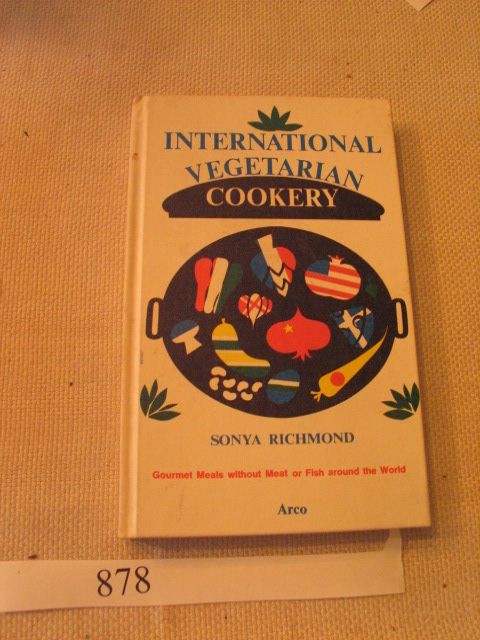 INTERNATIONAL
VEGETARIAN
COOKERY
SONYA RICHMOND
Gourmet Meals without Meat or Fish around the World
Arco
878